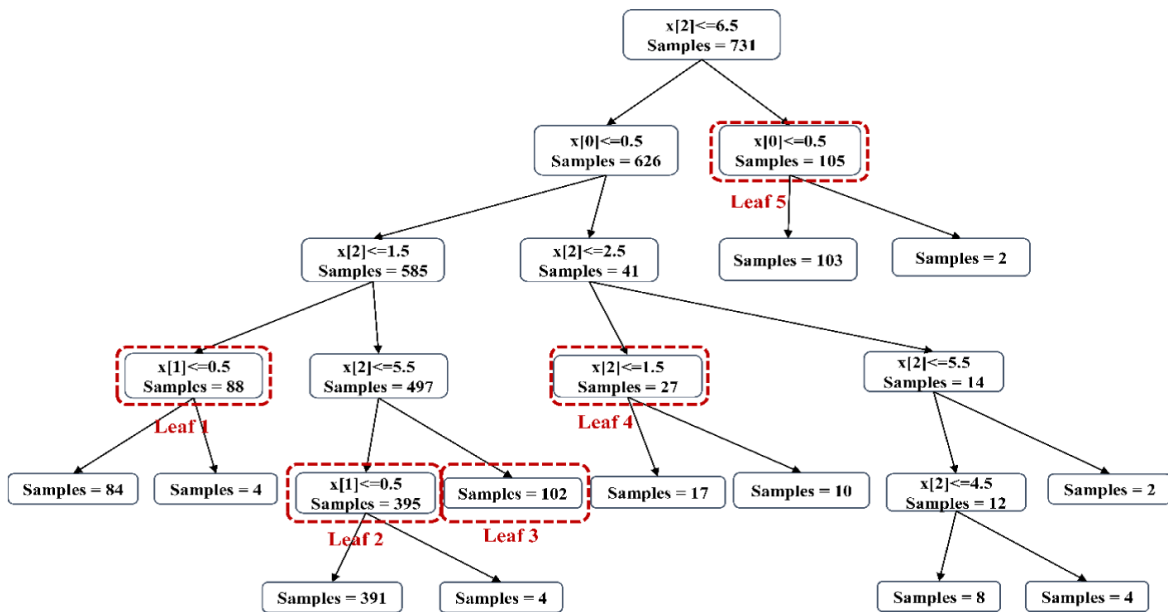 x[2]<=6.5
Samples = 731
x[0]<=0.5
Samples = 626
x[0]<=0.5
Samples = 105
Leaf 5
x[2]<=1.5
Samples = 585
x[2]<=2.5
Samples = 41
Samples = 103
Samples = 2
x[1]<=0.5
Samples = 88
Leaf 1
x[2]<=5.5
Samples = 497
x[2]<=1.5
Samples = 27
Leaf 4
x[2]<=5.5
Samples = 14
Samples = 84
Samples = 4
x[1]<=0.5
Samples = 395
Leaf 2
Samples = 102
Leaf 3
Samples = 17
Samples = 10
x[2]<=4.5
Samples = 12
Samples = 2
Samples = 391
Samples = 4
Samples = 8
Samples = 4